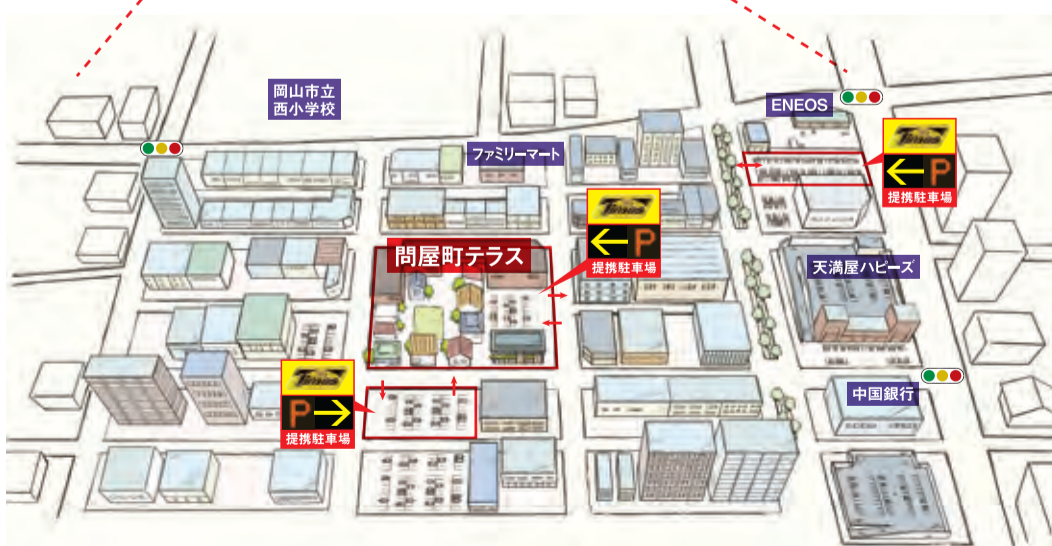 岡山市立
西小学校
ENEOS
ファミリーマート
P
提携駐車場
P
提携駐車場
問屋町テラス
天満屋ハピーズ
P
提携駐車場
中国銀行